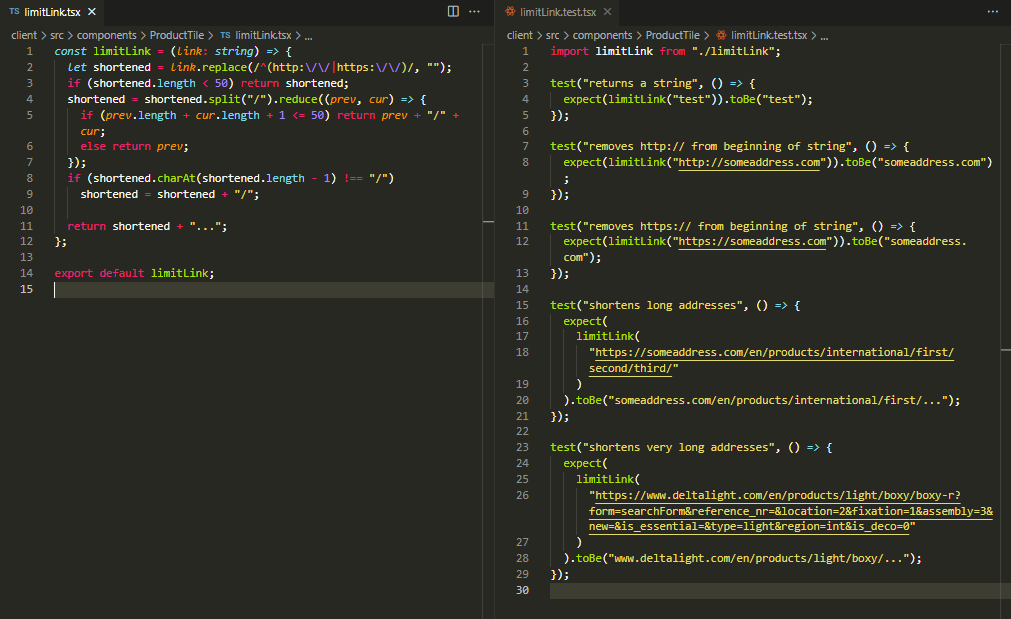 TS limitLink.tsx ×
client > src > components > ProductTile > TS limitLink.tsx > ...
1 const limitLink = (link: string) => {
2 let shortened = link.replace(/^(http:\/\/|https:\/\/)/, "");
3 if (shortened.length < 50) return shortened;
4 shortened = shortened.split("/").reduce((prev, cur) => {
5 if (prev.length + cur.length + 1 <= 50) return prev + "/" +
cur;
6 else return prev;
7 });
8 if (shortened.charAt(shortened.length - 1) !== "/")
9 shortened = shortened + "/";
10
11 return shortened + "...";
12 };
13
14 export default limitLink;
15
limitLink.test.tsx ×
client > src > components > ProductTile > limitLink.test.tsx > ...
1 import limitLink from "./limitLink";
2
3 test("returns a string", () => {
4 expect(limitLink("test")).toBe("test");
5 });
6
7 test("removes http:// from beginning of string", () => {
8 expect(limitLink("http://someaddress.com")).toBe("someaddress.com")
;
9 });
10
11 test("removes https:// from beginning of string", () => {
12 expect(limitLink("https://someaddress.com")).toBe("someaddress.
com");
13 });
14
15 test("shortens long addresses", () => {
16 expect(
17 limitLink(
18 "https://someaddress.com/en/products/international/first/
second/third/"
19 )
20 ).toBe("someaddress.com/en/products/international/first/...");
21 });
22
23 test("shortens very long addresses", () => {
24 expect(
25 limitLink(
26 "https://www.deltalight.com/en/products/light/boxy/boxy-r?
form=searchForm&reference_nr=&location=2&fixation=1&assembly=3&
new=&is_essential=&type=light&region=int&is_deco=0"
27 )
28 ).toBe("www.deltalight.com/en/products/light/boxy/...");
29 });
30